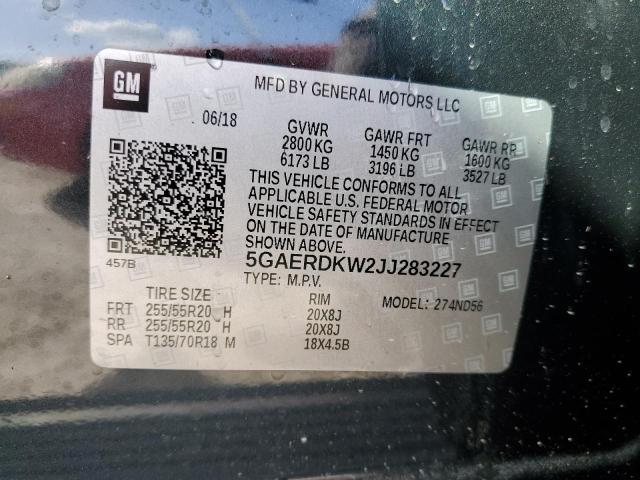 GM
MFD BY GENERAL MOTORS LLC
06/18
GVWR GAWR FRT GAWR RR
2800 KG 1450 KG 1600 KG
6173 LB 3196 LB 3527 LB
THIS VEHICLE CONFORMS TO ALL
APPLICABLE U.S. FEDERAL MOTOR
VEHICLE SAFETY STANDARDS IN EFFECT
ON THE DATE OF MANUFACTURE
SHOWN ABOVE.
457B
5GAERDKW2JJ283227
TYPE: M.P.V.
TIRE SIZE RIM MODEL: 274ND56
FRT 255/55R20 H 20X8J
RR 255/55R20 H 20X8J
SPA T135/70R18 M 18X4.5B